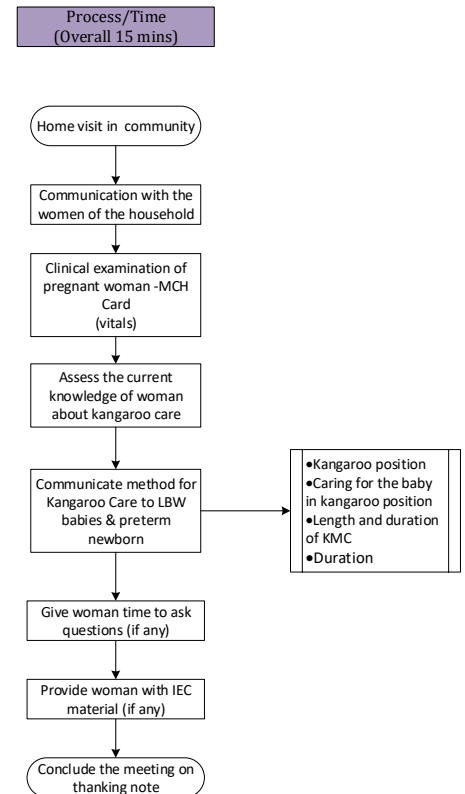 Process/Time
(Overall 15 mins)
Home visit in  community
Communication with the
women of the household
Clinical examination of
pregnant woman -MCH
Card
(vitals)
Assess the current
knowledge of woman
about kangaroo care
Communicate method for
Kangaroo Care to LBW
babies & preterm
newborn
•Kangaroo position
•Caring for the baby
in kangaroo position
•Length and duration
of KMC
•Duration
Give woman time to ask
questions (if any)
Provide woman with IEC
material (if any)
Conclude the meeting on
thanking note